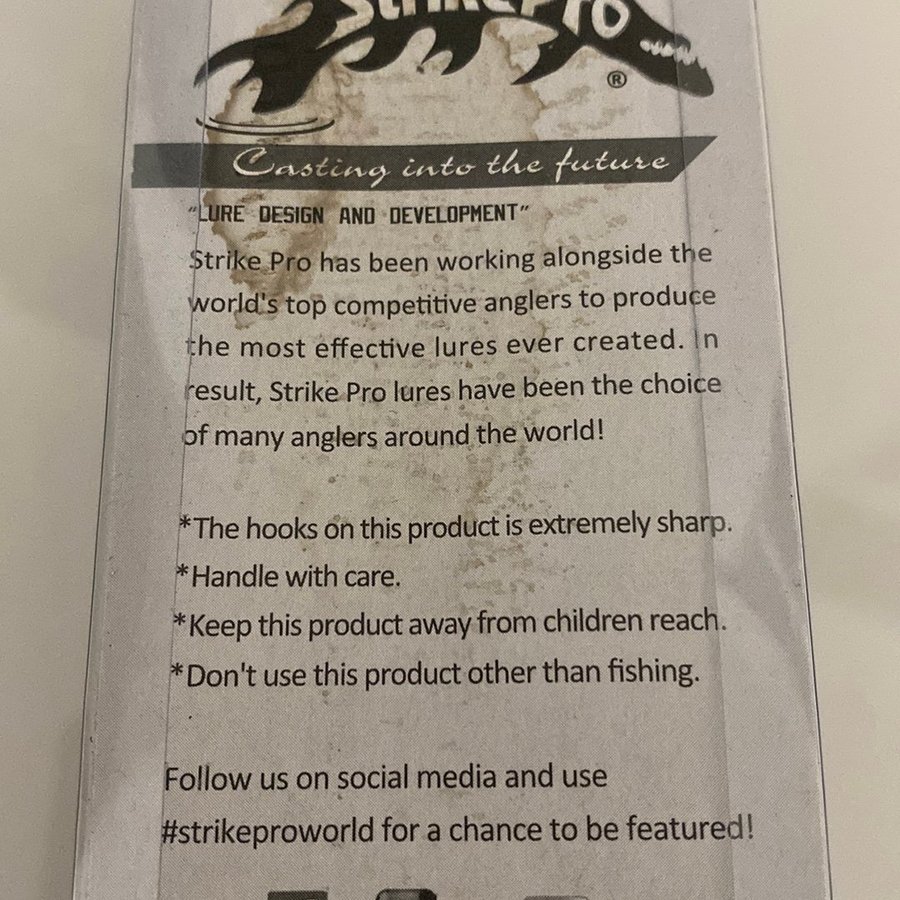 StrikePro
®
Casting into the future
"LURE DESIGN AND DEVELOPMENT"
Strike Pro has been working alongside the
world's top competitive anglers to produce
the most effective lures ever created. In
result, Strike Pro lures have been the choice
of many anglers around the world!
*The hooks on this product is extremely sharp.
*Handle with care.
*Keep this product away from children reach.
*Don't use this product other than fishing.
Follow us on social media and use
#strikeproworld for a chance to be featured!